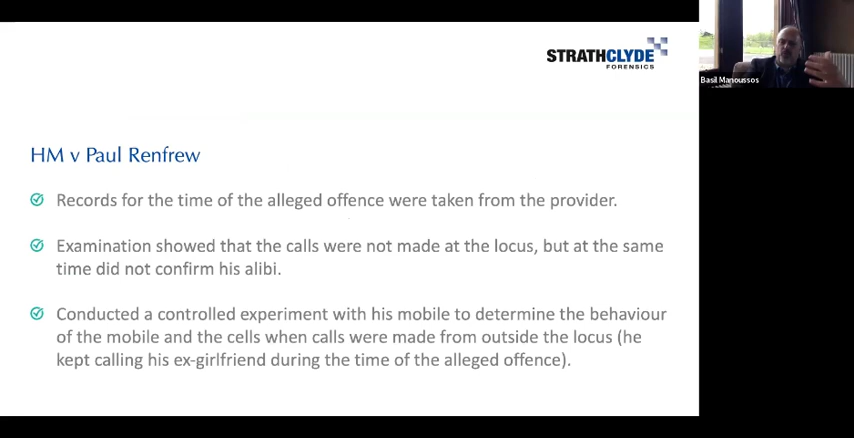 STRATHCLYDE
FORENSICS
Basil Manoussos
HM v Paul Renfrew
Records for the time of the alleged offence were taken from the provider.
Examination showed that the calls were not made at the locus, but at the same
time did not confirm his alibi.
Conducted a controlled experiment with his mobile to determine the behaviour
of the mobile and the cells when calls were made from outside the locus (he
kept calling his ex-girlfriend during the time of the alleged offence).